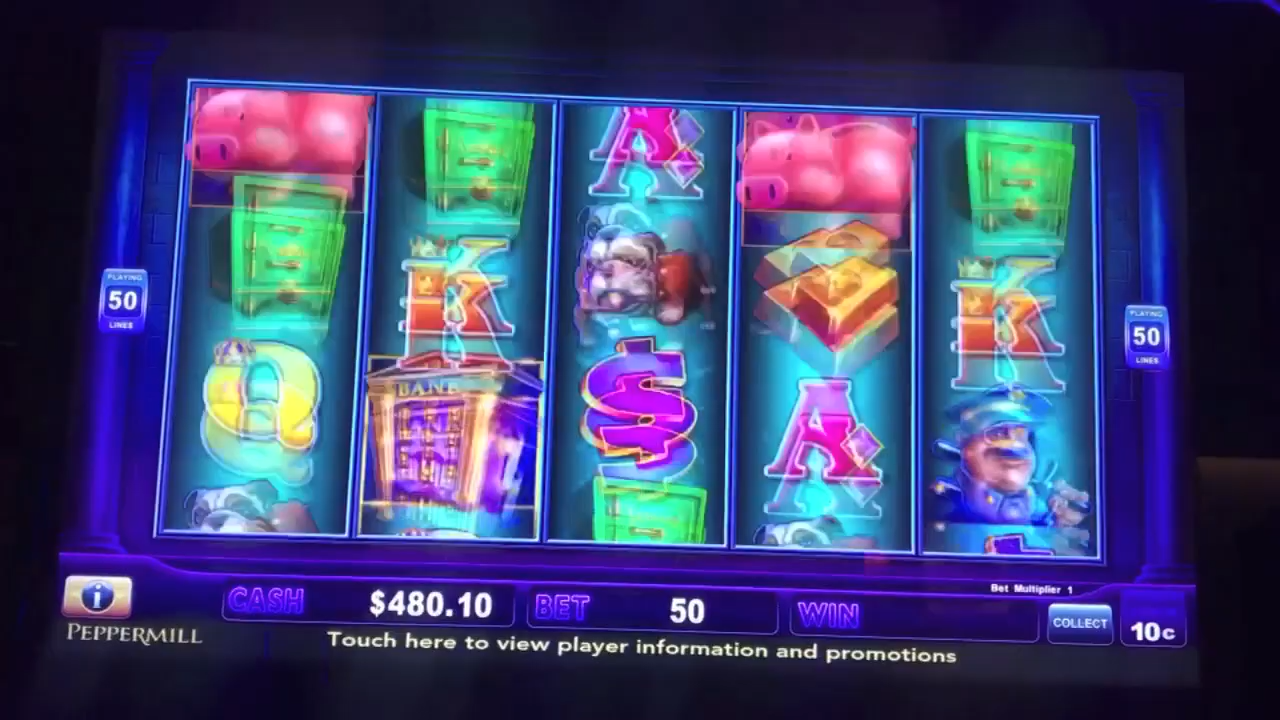 A
K
K
BANK
Q
$
A
PLAYING
50
LINES
PLAYING
50
LINES
Bet Multiplier 1
i
CASH $480.10 BET 50 WIN COLLECT 10c
PEPPERMILL
Touch here to view player information and promotions